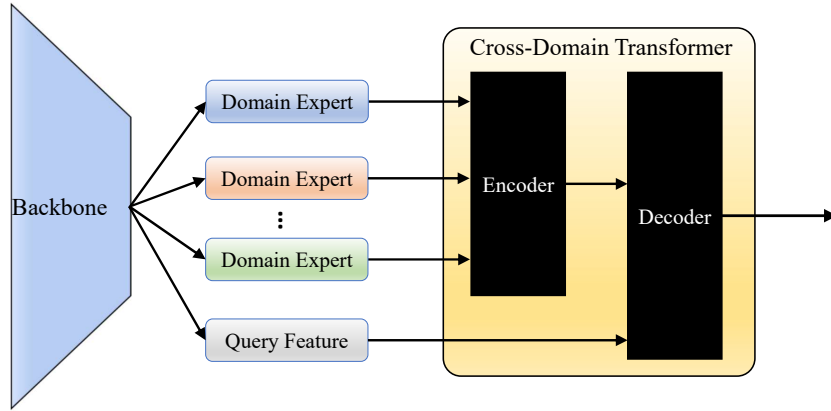 Cross-Domain Transformer
Backbone
Domain Expert
Domain Expert
Domain Expert
Query Feature
Encoder
Decoder